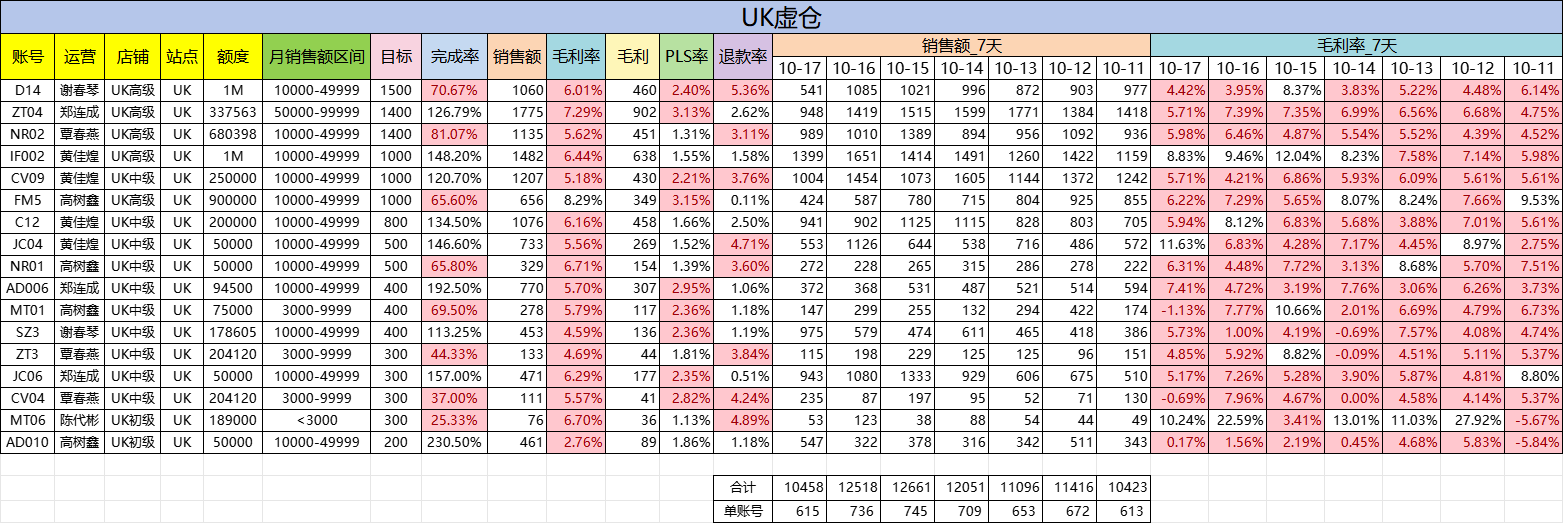 UK虚仓
账号 运营 店铺 站点 额度 月销售额区间 目标 完成率 销售额 毛利率 毛利 PLS率 退款率 销售额_7天 毛利率_7天
10-17 10-16 10-15 10-14 10-13 10-12 10-11 10-17 10-16 10-15 10-14 10-13 10-12 10-11
D14 谢春琴 UK高级 UK 1M 10000-49999 1500 70.67% 1060 6.01% 460 2.40% 5.36% 541 1085 1021 996 872 903 977 4.42% 3.95% 8.37% 3.83% 5.22% 4.48% 6.14%
ZT04 郑连成 UK高级 UK 337563 50000-99999 1400 126.79% 1775 7.29% 902 3.13% 2.62% 948 1419 1515 1599 1771 1384 1418 5.71% 7.39% 7.35% 6.99% 6.56% 6.68% 4.75%
NR02 覃春燕 UK高级 UK 680398 10000-49999 1400 81.07% 1135 5.62% 451 1.31% 3.11% 989 1010 1389 894 956 1092 936 5.98% 6.46% 4.87% 5.54% 5.52% 4.39% 4.52%
IF002 黄佳煌 UK高级 UK 1M 10000-49999 1000 148.20% 1482 6.44% 638 1.55% 1.58% 1399 1651 1414 1491 1260 1422 1159 8.83% 9.46% 12.04% 8.23% 7.58% 7.14% 5.98%
CV09 黄佳煌 UK中级 UK 250000 10000-49999 1000 120.70% 1207 5.18% 430 2.21% 3.76% 1004 1454 1073 1605 1144 1372 1242 5.71% 4.21% 6.86% 5.93% 6.09% 5.61% 5.61%
FM5 高树鑫 UK高级 UK 900000 10000-49999 1000 65.60% 656 8.29% 349 3.15% 0.11% 424 587 780 715 804 925 855 6.22% 7.29% 5.65% 8.07% 8.24% 7.66% 9.53%
C12 黄佳煌 UK中级 UK 200000 10000-49999 800 134.50% 1076 6.16% 458 1.66% 2.50% 941 902 1125 1115 828 803 705 5.94% 8.12% 6.83% 5.68% 3.88% 7.01% 5.61%
JC04 黄佳煌 UK中级 UK 50000 10000-49999 500 146.60% 733 5.56% 269 1.52% 4.71% 553 1126 644 538 716 486 572 11.63% 6.83% 4.28% 7.17% 4.45% 8.97% 2.75%
NR01 高树鑫 UK中级 UK 50000 10000-49999 500 65.80% 329 6.71% 154 1.39% 3.60% 272 228 265 315 286 278 222 6.31% 4.48% 7.72% 3.13% 8.68% 5.70% 7.51%
AD006 郑连成 UK中级 UK 94500 10000-49999 400 192.50% 770 5.70% 307 2.95% 1.06% 372 368 531 487 521 514 594 7.41% 4.72% 3.19% 7.76% 3.06% 6.26% 3.73%
MT01 高树鑫 UK中级 UK 75000 3000-9999 400 69.50% 278 5.79% 117 2.36% 1.18% 147 299 255 132 294 422 174 -1.13% 7.77% 10.66% 2.01% 6.69% 4.79% 6.73%
SZ3 谢春琴 UK中级 UK 178605 10000-49999 400 113.25% 453 4.59% 136 2.36% 1.19% 975 579 474 611 465 418 386 5.73% 1.00% 4.19% -0.69% 7.57% 4.08% 4.74%
ZT3 覃春燕 UK中级 UK 204120 3000-9999 300 44.33% 133 4.69% 44 1.81% 3.84% 115 198 229 125 125 96 151 4.85% 5.92% 8.82% -0.09% 4.51% 5.11% 5.37%
JC06 郑连成 UK中级 UK 50000 10000-49999 300 157.00% 471 6.29% 177 2.35% 0.51% 943 1080 1333 929 606 675 510 5.17% 7.26% 5.28% 3.90% 5.87% 4.81% 8.80%
CV04 覃春燕 UK中级 UK 204120 3000-9999 300 37.00% 111 5.57% 41 2.82% 4.24% 235 87 197 95 52 71 130 -0.69% 7.96% 4.67% 0.00% 4.58% 4.14% 5.37%
MT06 陈代彬 UK初级 UK 189000 <3000 300 25.33% 76 6.70% 36 1.13% 4.89% 53 123 38 88 54 44 49 10.24% 22.59% 3.41% 13.01% 11.03% 27.92% -5.67%
AD010 高树鑫 UK初级 UK 50000 10000-49999 200 230.50% 461 2.76% 89 1.86% 1.18% 547 322 378 316 342 511 343 0.17% 1.56% 2.19% 0.45% 4.68% 5.83% -5.84%
合计 10458 12518 12661 12051 11096 11416 10423
单账号 615 736 745 709 653 672 613